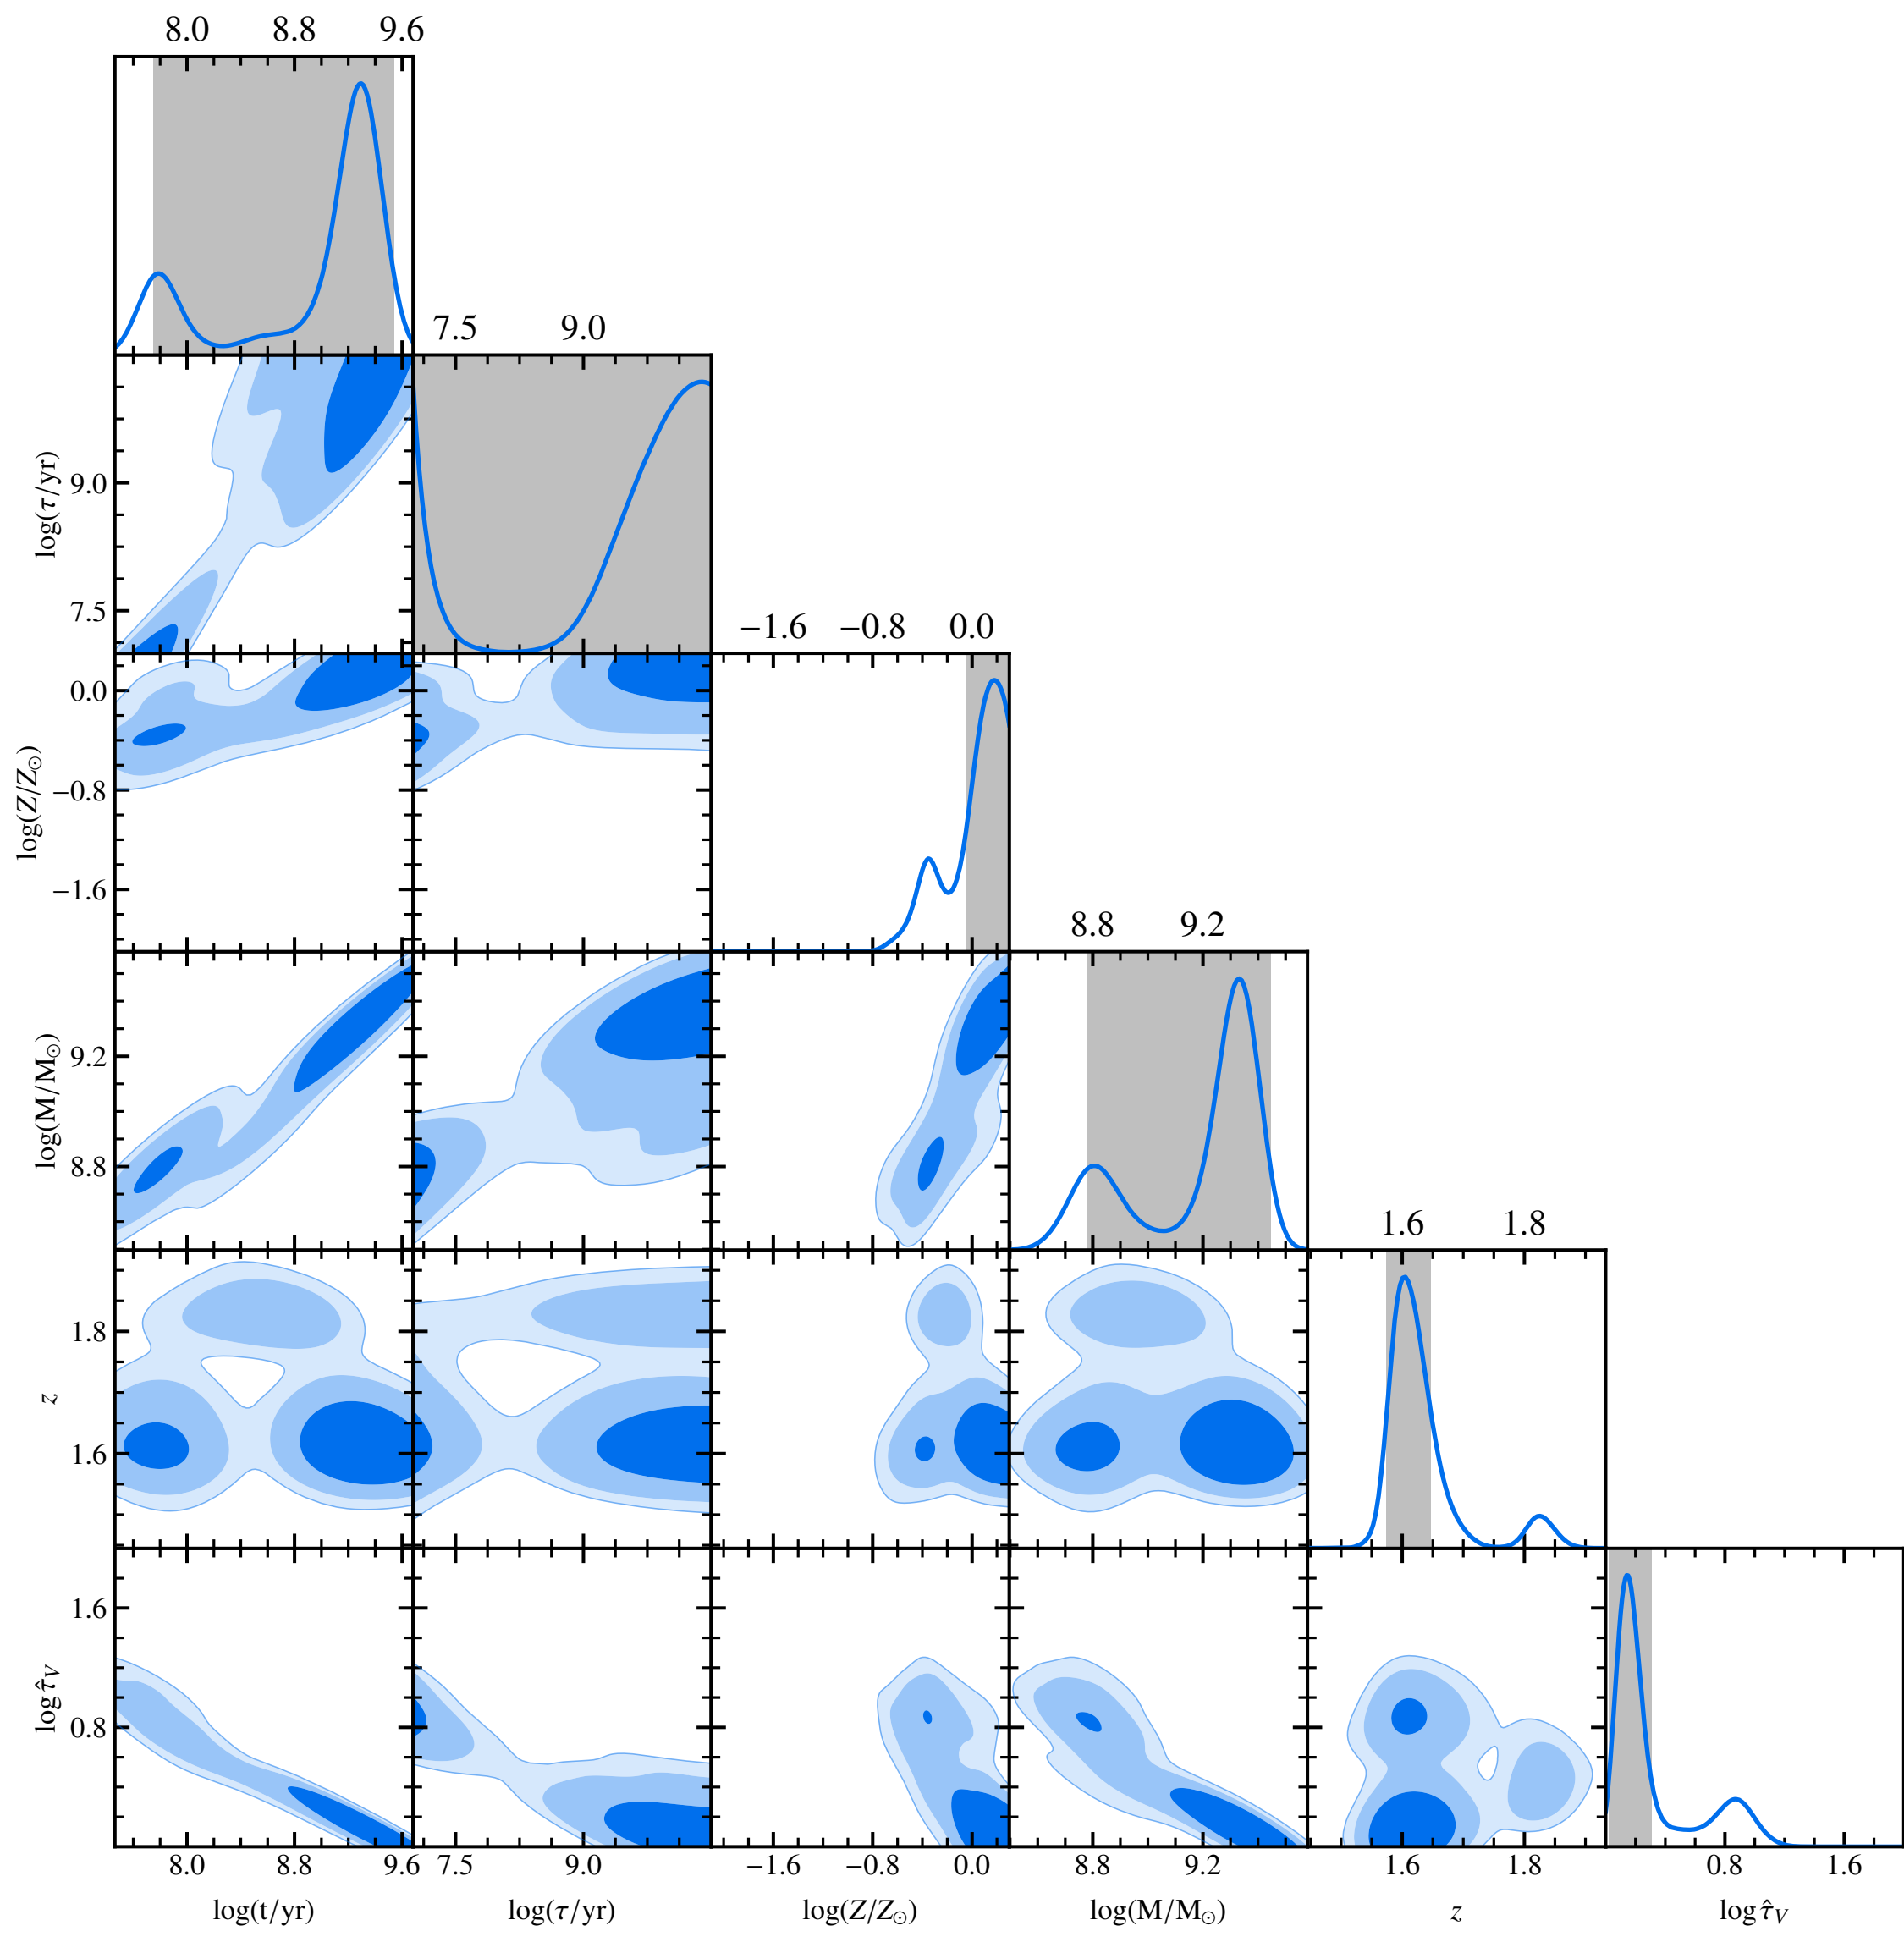 8.0 8.8 9.6
7.5 9.0
log(τ/yr)
9.0
7.5
−1.6 −0.8 0.0
log(Z/Z⊙)
0.0
−0.8
−1.6
8.8 9.2
log(M/M⊙)
9.2
8.8
1.6 1.8
z
1.8
1.6
log τ̂V
1.6
0.8
8.0 8.8 9.6 7.5 9.0 −1.6 −0.8 0.0 8.8 9.2 1.6 1.8 0.8 1.6
log(t/yr) log(τ/yr) log(Z/Z⊙) log(M/M⊙) z log τ̂V